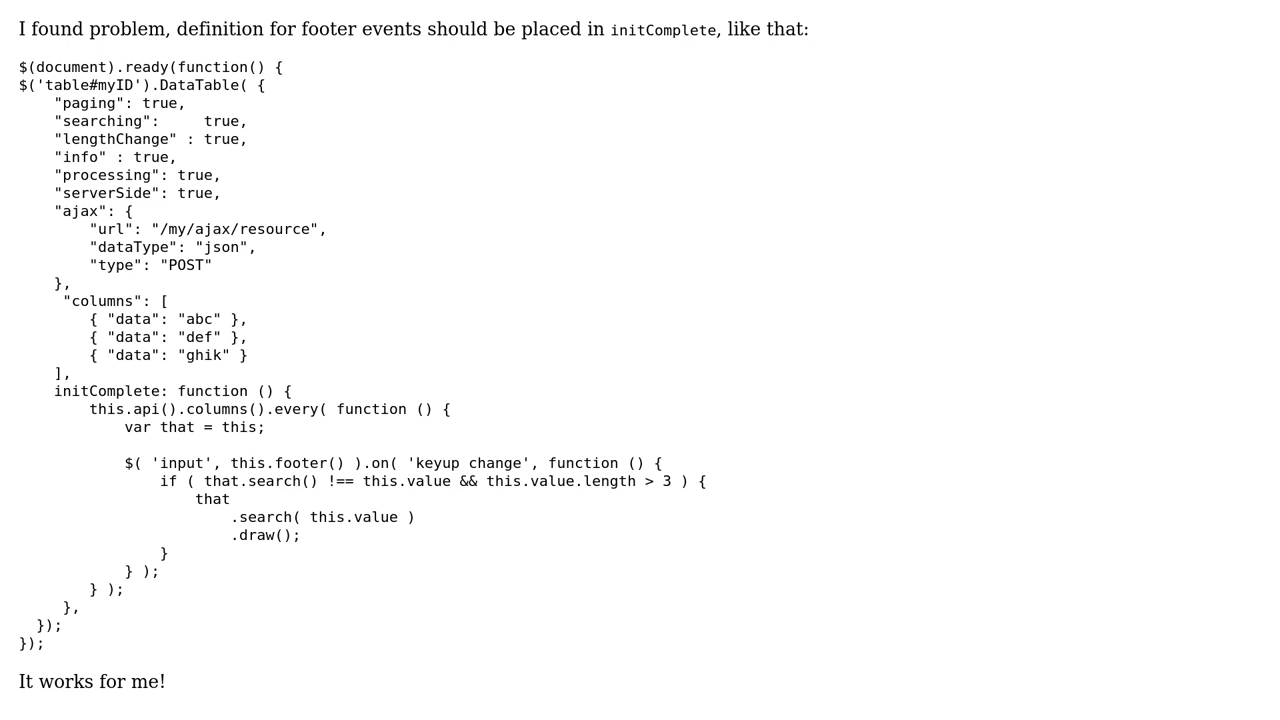 I found problem, definition for footer events should be placed in initComplete, like that:
$(document).ready(function() {
$('table#myID').DataTable( {
    "paging": true,
    "searching":     true,
    "lengthChange" : true,
    "info" : true,
    "processing": true,
    "serverSide": true,
    "ajax": {
        "url": "/my/ajax/resource",
        "dataType": "json",
        "type": "POST"
    },
     "columns": [
        { "data": "abc" },
        { "data": "def" },
        { "data": "ghik" }
    ],
    initComplete: function () {
        this.api().columns().every( function () {
            var that = this;

            $( 'input', this.footer() ).on( 'keyup change', function () {
                if ( that.search() !== this.value && this.value.length > 3 ) {
                    that
                        .search( this.value )
                        .draw();
                }
            } );
        } );
     },
  });
});
It works for me!